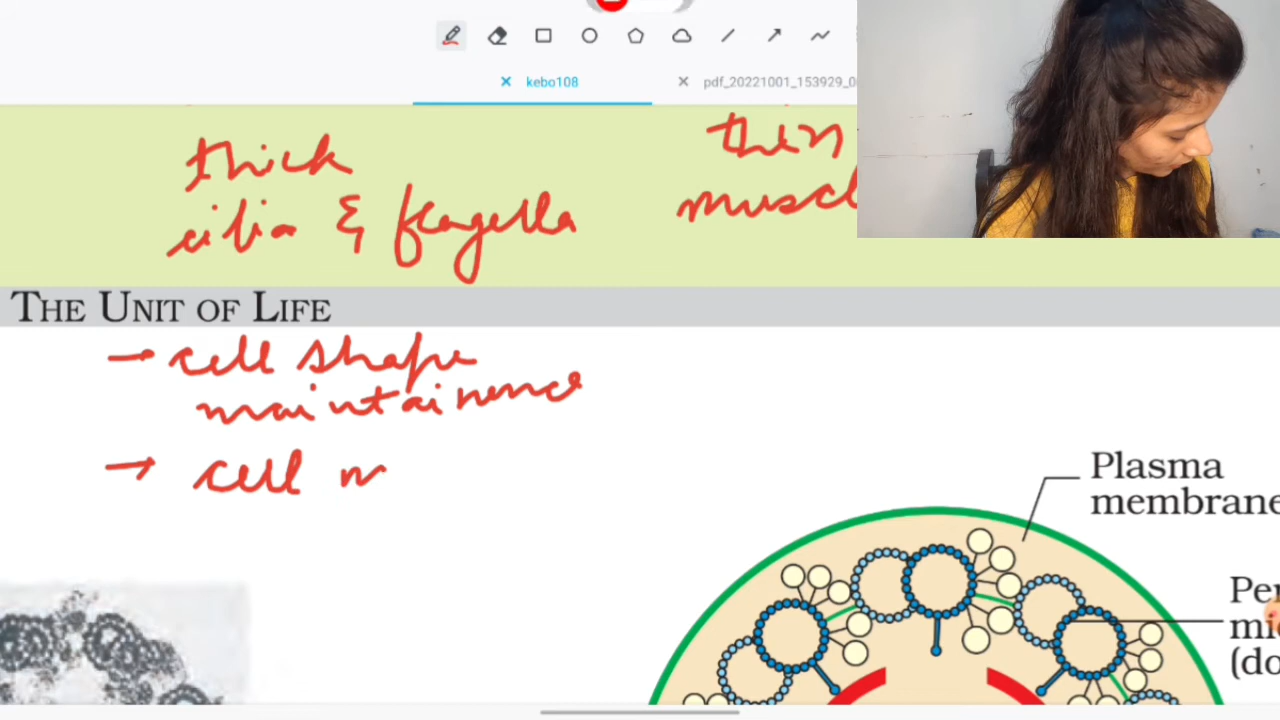 kebo108
pdf_20221001_153929_0
thick
thin
cilia & flagella
muscl
THE UNIT OF LIFE
→ cell shape
maintainence
→ cell m
Plasma
membrane
Per
mic
(do